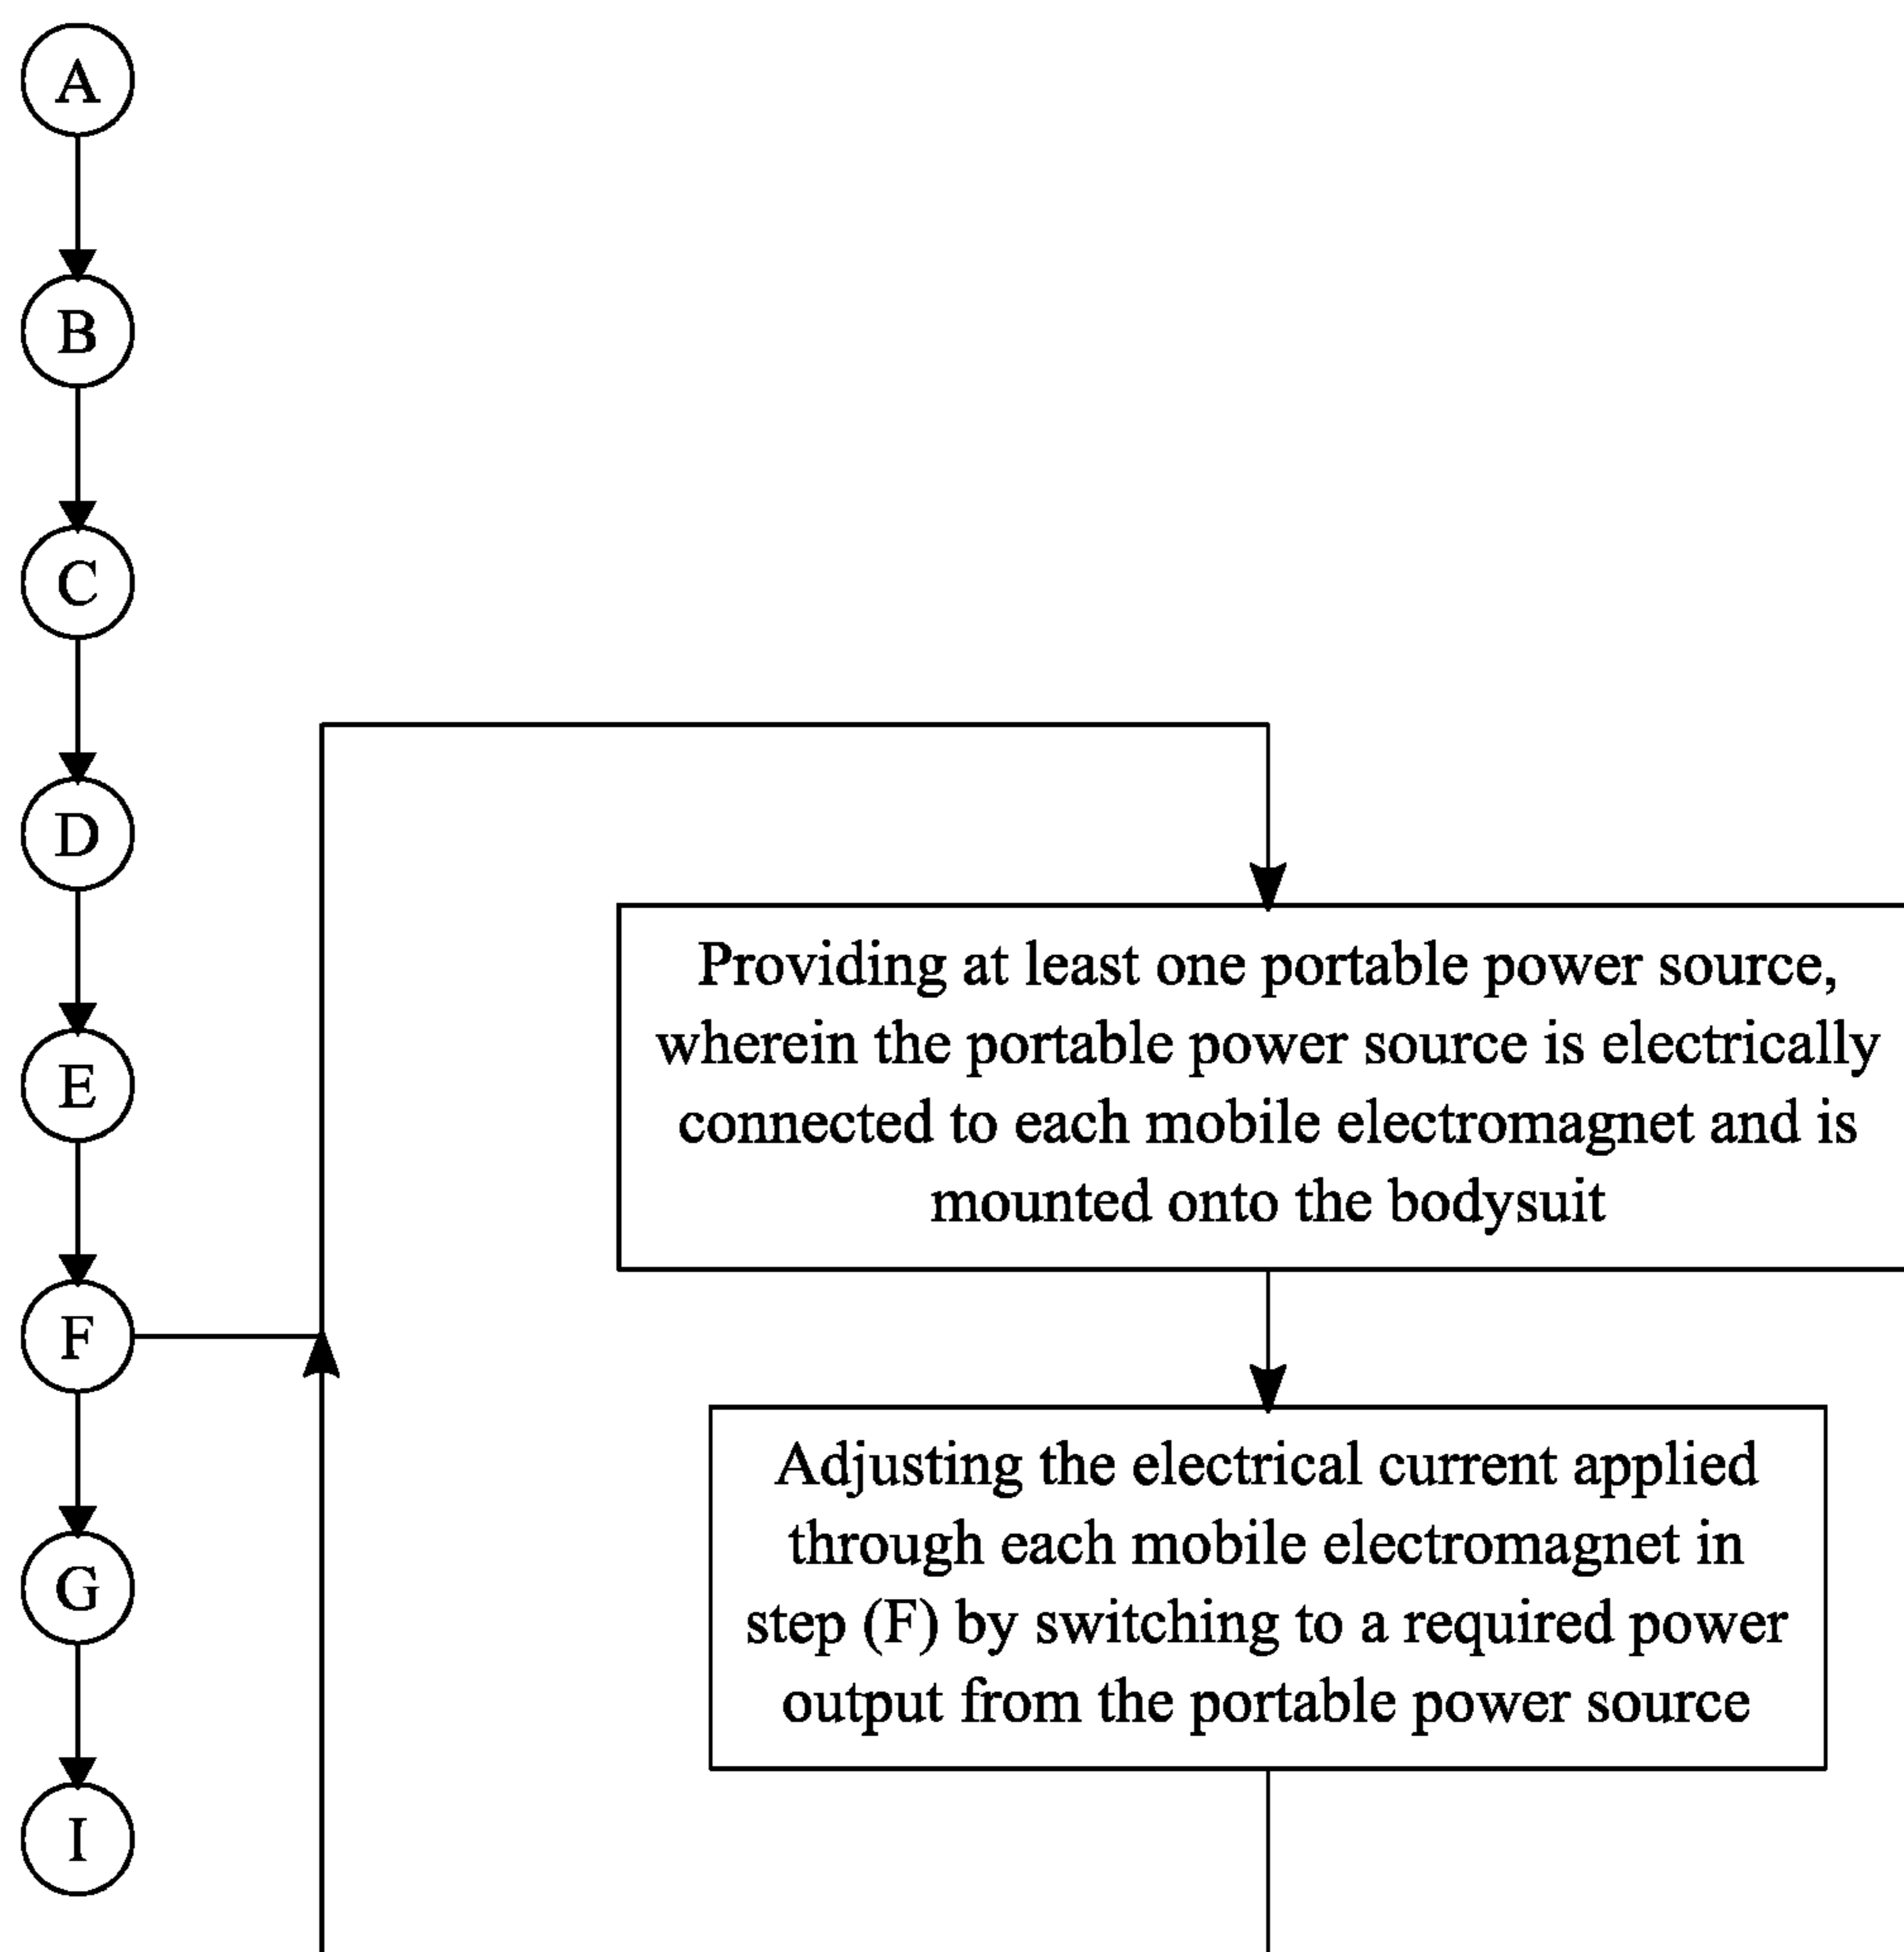 A
B
C
D
E
F
G
I
Providing at least one portable power source,
wherein the portable power source is electrically
connected to each mobile electromagnet and is
mounted onto the bodysuit
Adjusting the electrical current applied
through each mobile electromagnet in
step (F) by switching to a required power
output from the portable power source